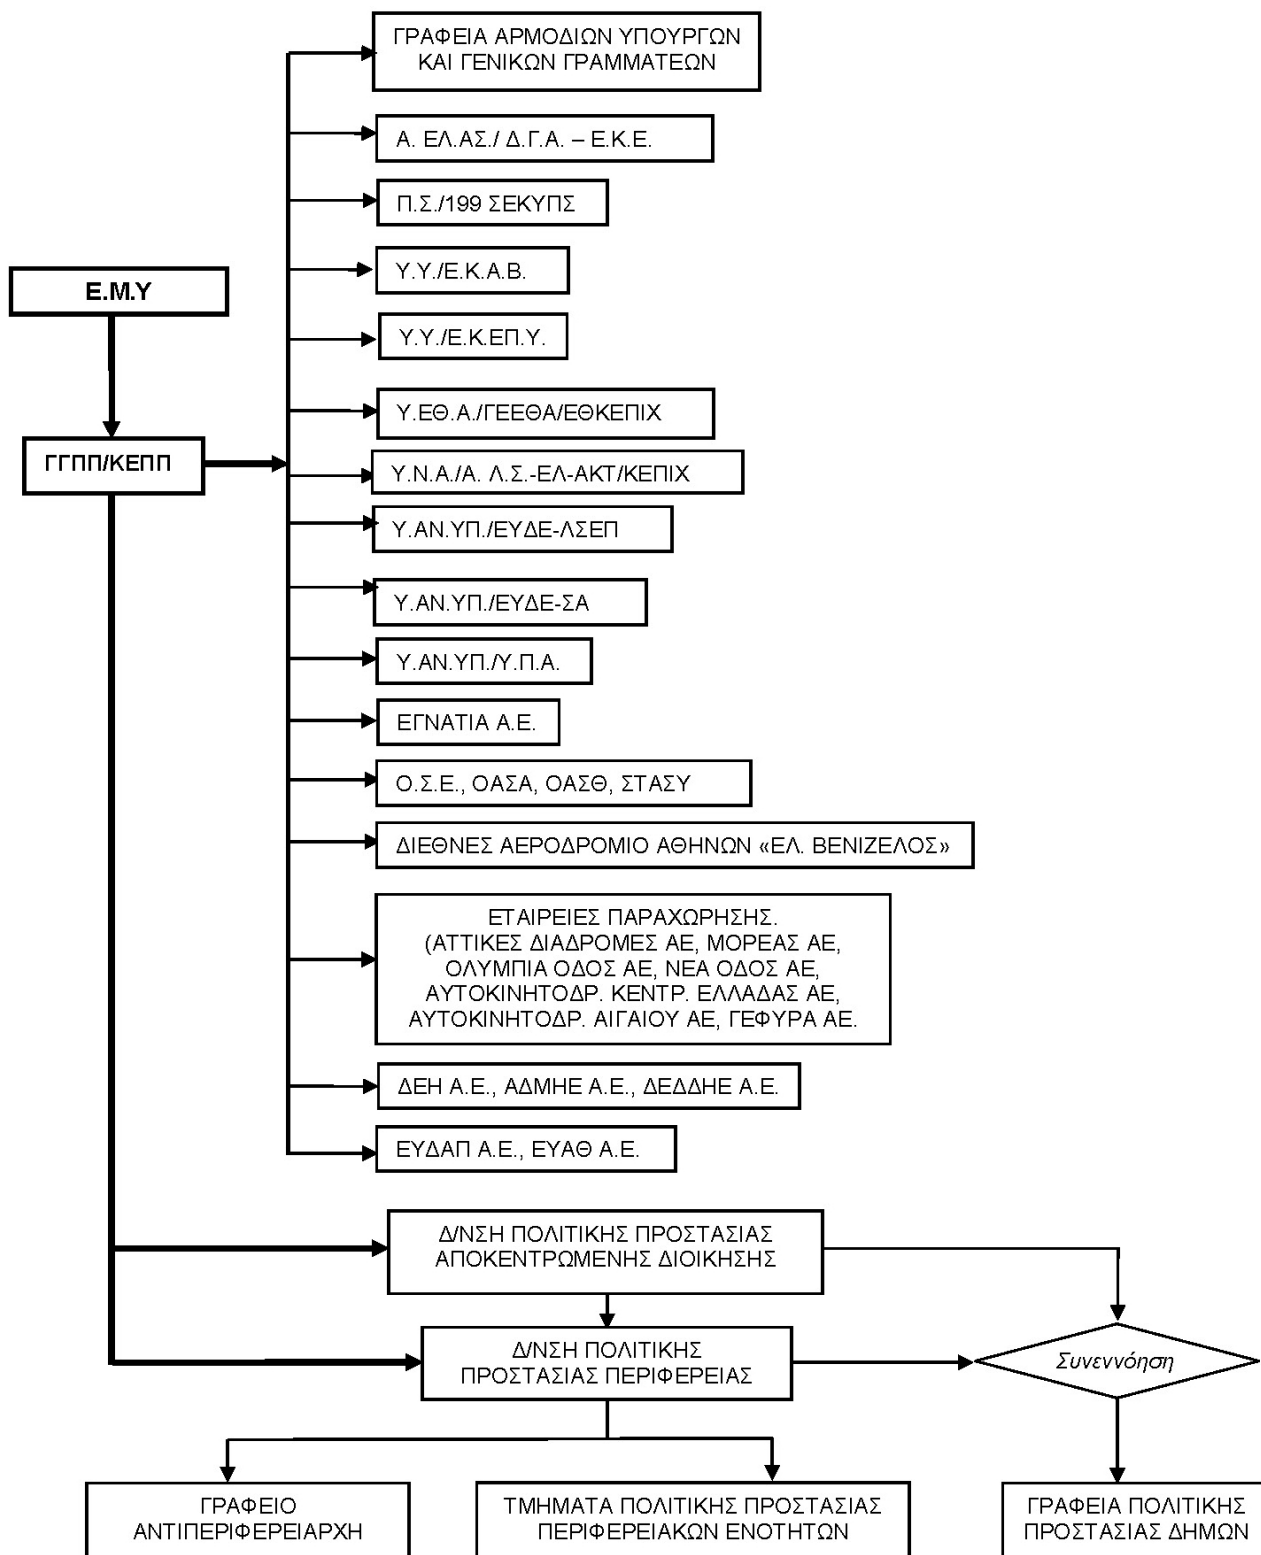 ΓΡΑΦΕΙΑ ΑΡΜΟΔΙΩΝ ΥΠΟΥΡΓΩΝ
ΚΑΙ ΓΕΝΙΚΩΝ ΓΡΑΜΜΑΤΕΩΝ
Α. ΕΛ.ΑΣ./ Δ.Γ.Α. – Ε.Κ.Ε.
Π.Σ./199 ΣΕΚΥΠΣ
Υ.Υ./Ε.Κ.Α.Β.
Ε.Μ.Υ
Υ.Υ./Ε.Κ.ΕΠ.Υ.
Υ.ΕΘ.Α./ΓΕΕΘΑ/ΕΘΚΕΠΙΧ
ΓΓΠΠ/ΚΕΠΠ
Υ.Ν.Α./Α. Λ.Σ.-ΕΛ-ΑΚΤ/ΚΕΠΙΧ
Υ.ΑΝ.ΥΠ./ΕΥΔΕ-ΛΣΕΠ
Υ.ΑΝ.ΥΠ./ΕΥΔΕ-ΣΑ
Υ.ΑΝ.ΥΠ./Υ.Π.Α.
ΕΓΝΑΤΙΑ Α.Ε.
Ο.Σ.Ε., ΟΑΣΑ, ΟΑΣΘ, ΣΤΑΣΥ
ΔΙΕΘΝΕΣ ΑΕΡΟΔΡΟΜΙΟ ΑΘΗΝΩΝ «ΕΛ. ΒΕΝΙΖΕΛΟΣ»
ΕΤΑΙΡΕΙΕΣ ΠΑΡΑΧΩΡΗΣΗΣ.
(ΑΤΤΙΚΕΣ ΔΙΑΔΡΟΜΕΣ ΑΕ, ΜΟΡΕΑΣ ΑΕ,
ΟΛΥΜΠΙΑ ΟΔΟΣ ΑΕ, ΝΕΑ ΟΔΟΣ ΑΕ,
ΑΥΤΟΚΙΝΗΤΟΔΡ. ΚΕΝΤΡ. ΕΛΛΑΔΑΣ ΑΕ,
ΑΥΤΟΚΙΝΗΤΟΔΡ. ΑΙΓΑΙΟΥ ΑΕ, ΓΕΦΥΡΑ ΑΕ.
ΔΕΗ Α.Ε., ΑΔΜΗΕ Α.Ε., ΔΕΔΔΗΕ Α.Ε.
ΕΥΔΑΠ Α.Ε., ΕΥΑΘ Α.Ε.
Δ/ΝΣΗ ΠΟΛΙΤΙΚΗΣ ΠΡΟΣΤΑΣΙΑΣ
ΑΠΟΚΕΝΤΡΩΜΕΝΗΣ ΔΙΟΙΚΗΣΗΣ
Δ/ΝΣΗ ΠΟΛΙΤΙΚΗΣ
ΠΡΟΣΤΑΣΙΑΣ ΠΕΡΙΦΕΡΕΙΑΣ
Συνεννόηση
ΓΡΑΦΕΙΟ
ΑΝΤΙΠΕΡΙΦΕΡΕΙΑΡΧΗ
ΤΜΗΜΑΤΑ ΠΟΛΙΤΙΚΗΣ ΠΡΟΣΤΑΣΙΑΣ
ΠΕΡΙΦΕΡΕΙΑΚΩΝ ΕΝΟΤΗΤΩΝ
ΓΡΑΦΕΙΑ ΠΟΛΙΤΙΚΗΣ
ΠΡΟΣΤΑΣΙΑΣ ΔΗΜΩΝ